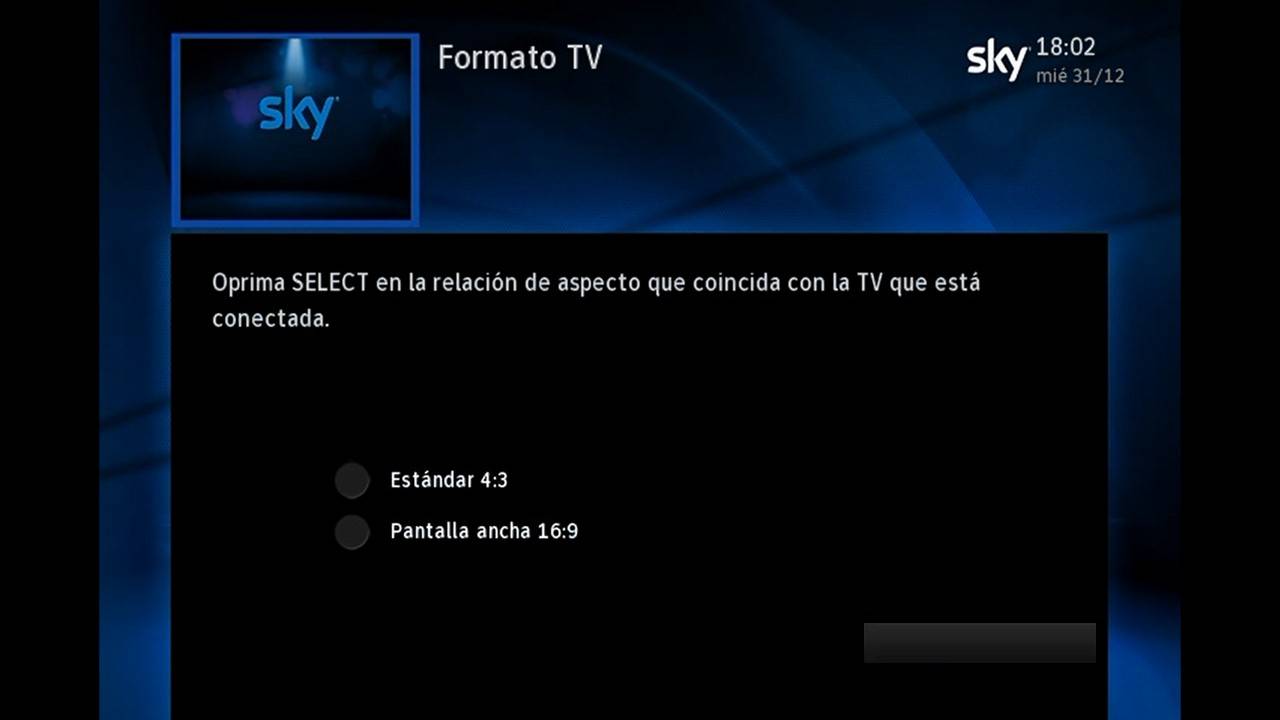 Formato TV
sky 18:02
mié 31/12
sky
Oprima SELECT en la relación de aspecto que coincida con la TV que está
conectada.
Estándar 4:3
Pantalla ancha 16:9